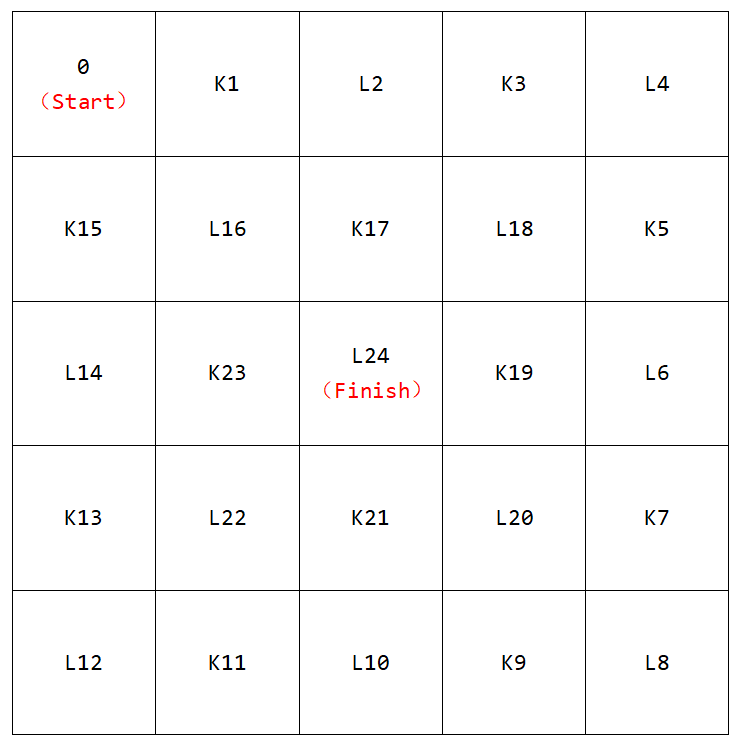 0
（Start）
K1
L2
K3
L4
K15
L16
K17
L18
K5
L14
K23
L24
（Finish）
K19
L6
K13
L22
K21
L20
K7
L12
K11
L10
K9
L8